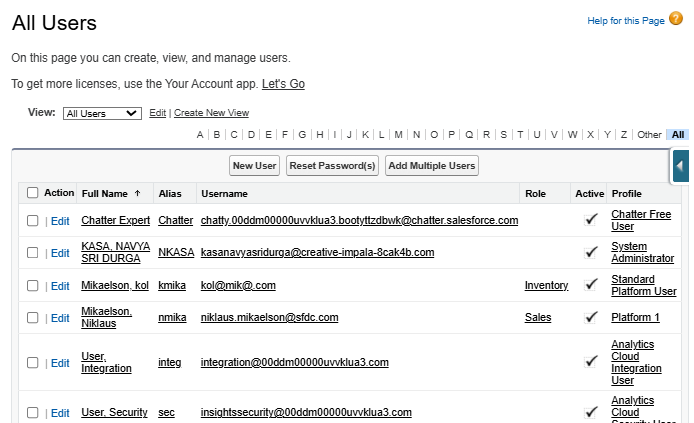 All Users
Help for this Page ?
On this page you can create, view, and manage users.
To get more licenses, use the Your Account app. Let's Go
View: All Users Edit | Create New View
A | B | C | D | E | F | G | H | I | J | K | L | M | N | O | P | Q | R | S | T | U | V | W | X | Y | Z | Other | All
New User Reset Password(s) Add Multiple Users
Action Full Name ↑ Alias Username Role Active Profile
| Edit Chatter Expert Chatter chatty.00ddm00000uvvklua3.bootyttzdbwk@chatter.salesforce.com ✓ Chatter Free
User
| Edit KASA, NAVYA
SRI DURGA NKASA kasanavyasridurga@creative-impala-8cak4b.com ✓ System
Administrator
| Edit Mikaelson, kol kmika kol@mik@.com Inventory ✓ Standard
Platform User
| Edit Mikaelson,
Niklaus nmika niklaus.mikaelson@sfdc.com Sales ✓ Platform 1
| Edit User,
Integration integ integration@00ddm00000uvvklua3.com ✓ Analytics
Cloud
Integration
User
| Edit User, Security sec insightssecurity@00ddm00000uvvklua3.com ✓ Analytics
Cloud